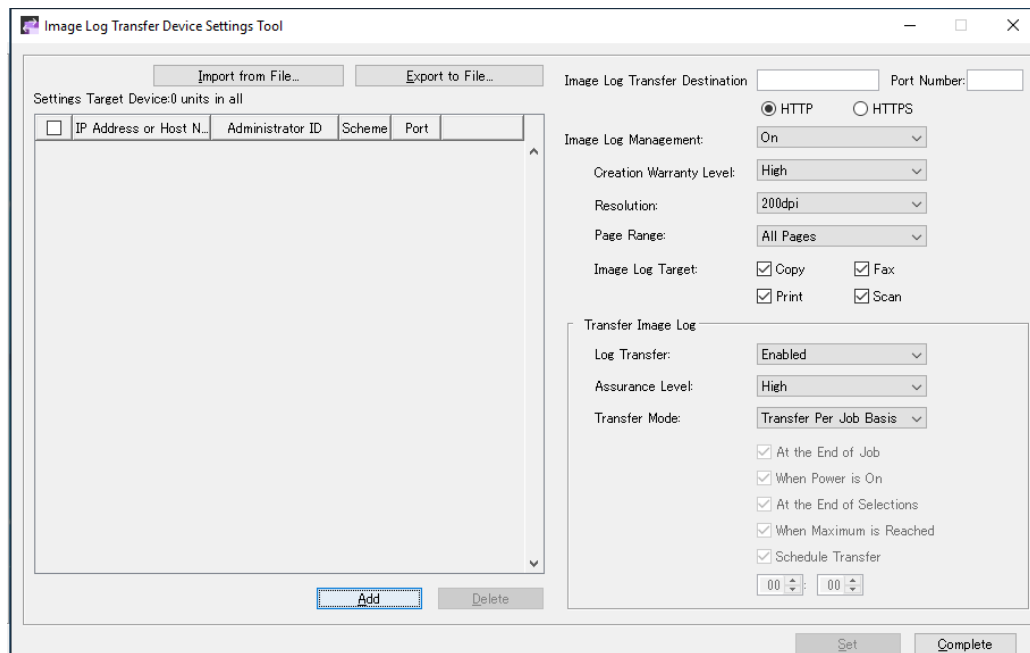 Image Log Transfer Device Settings Tool
Import from File...
Export to File...
Settings Target Device:0 units in all
IP Address or Host N... Administrator ID Scheme Port
Add
Delete
Image Log Transfer Destination
Port Number:
HTTP
HTTPS
Image Log Management: On
Creation Warranty Level: High
Resolution: 200dpi
Page Range: All Pages
Image Log Target: Copy Fax
Print Scan
Transfer Image Log
Log Transfer: Enabled
Assurance Level: High
Transfer Mode: Transfer Per Job Basis
At the End of Job
When Power is On
At the End of Selections
When Maximum is Reached
Schedule Transfer
00 : 00
Set
Complete